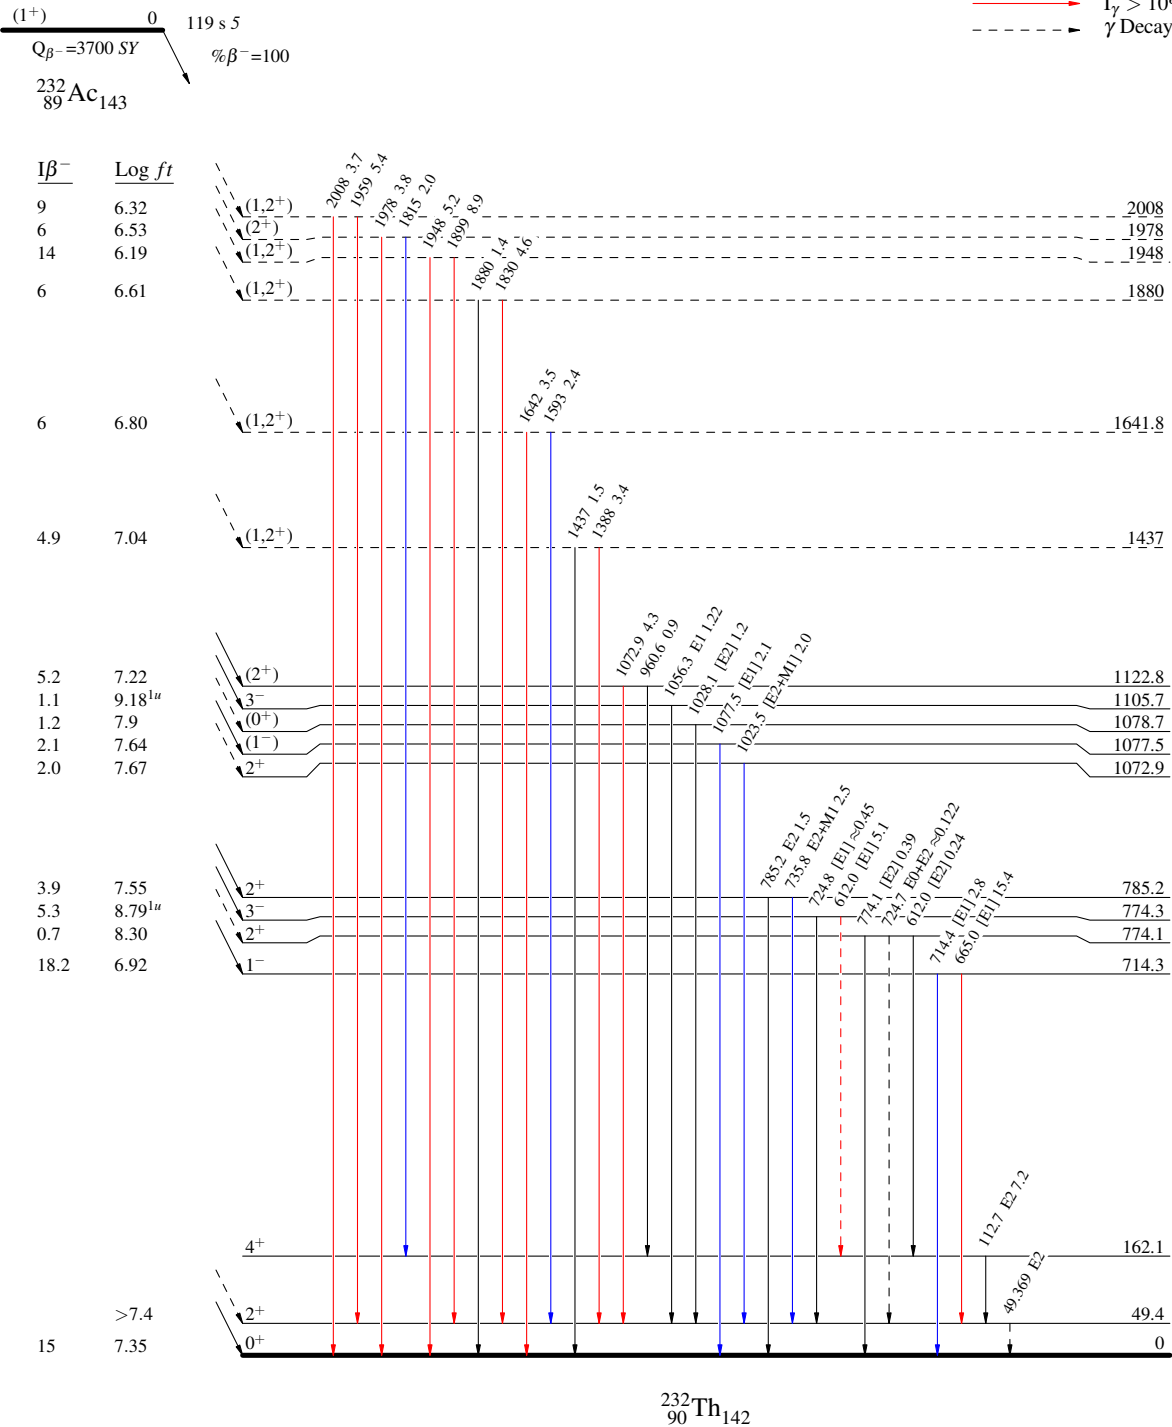 (1+) 0 119 s 5
Iγ > 10%
γ Decay
Qβ−=3700 SY
%β−=100
²³²₈₉Ac₁₄₃
Iβ− Log ft
9 6.32 (1,2+) 2008
6 6.53 (2+) 1978
14 6.19 (1,2+) 1948
6 6.61 (1,2+) 1880
6 6.80 (1,2+) 1641.8
4.9 7.04 (1,2+) 1437
5.2 7.22 (2+) 1122.8
1.1 9.18¹ᵘ 3− 1105.7
1.2 7.9 (0+) 1078.7
2.1 7.64 (1−) 1077.5
2.0 7.67 2+ 1072.9
3.9 7.55 2+ 785.2
5.3 8.79¹ᵘ 3− 774.3
0.7 8.30 2+ 774.1
18.2 6.92 1− 714.3
4+ 162.1
>7.4 2+ 49.4
15 7.35 0+ 0
2008 3.7
1959 5.4
1978 3.8
1815 2.0
1948 5.2
1899 8.9
1880 1.4
1830 4.6
1642 3.5
1593 2.4
1437 1.5
1388 3.4
1072.9 4.3
960.6 0.9
1056.3 E1 1.22
1028.1 [E2] 1.2
1077.5 [E1] 2.1
1023.5 [E2+M1] 2.0
785.2 E2 1.5
735.8 E2+M1 2.5
724.8 [E1] ≈0.45
612.0 [E1] 5.1
774.1 [E2] 0.39
724.7 E0+E2 ≈0.122
612.0 [E2] 0.24
714.4 [E1] 2.8
665.0 [E1] 15.4
112.7 E2 7.2
49.369 E2
²³²₉₀Th₁₄₂